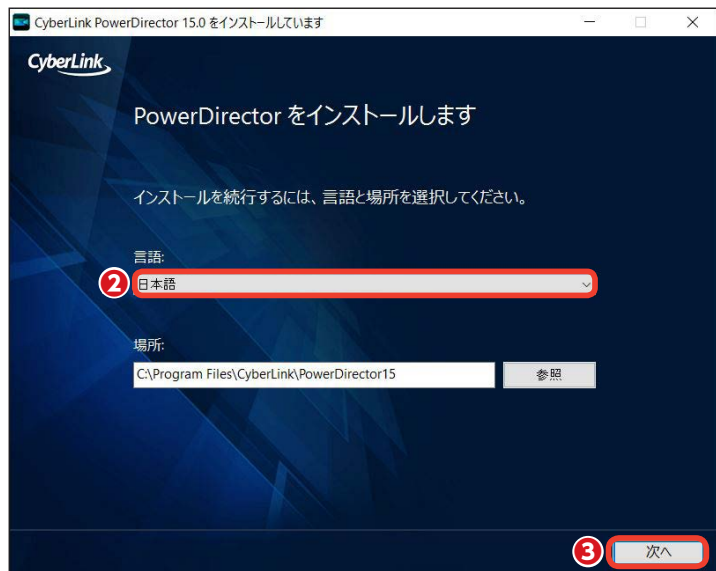 CyberLink PowerDirector 15.0 をインストールしています
CyberLink
PowerDirector をインストールします
インストールを続行するには、言語と場所を選択してください。
言語:
2 日本語
場所:
C:\Program Files\CyberLink\PowerDirector15 参照
3 次へ